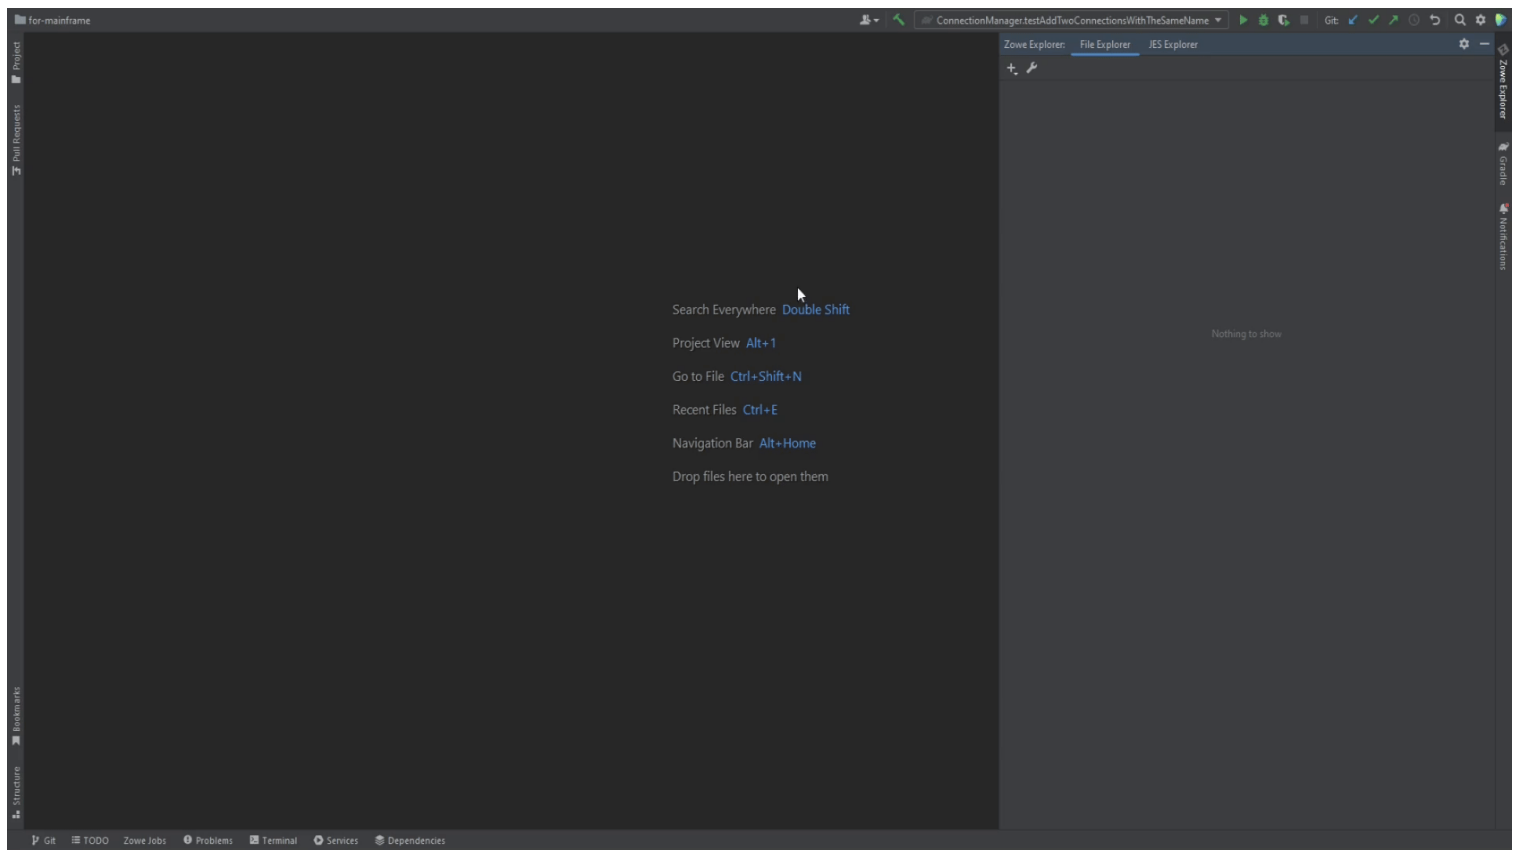 for-mainframe
ConnectionManager.testAddTwoConnectionsWithTheSameName
Git:
Zowe Explorer: File Explorer JES Explorer
Project
Pull Requests
Bookmarks
Structure
Search Everywhere Double Shift
Project View Alt+1
Go to File Ctrl+Shift+N
Recent Files Ctrl+E
Navigation Bar Alt+Home
Drop files here to open them
Nothing to show
Zowe Explorer
Gradle
Notifications
Git TODO Zowe Jobs Problems Terminal Services Dependencies